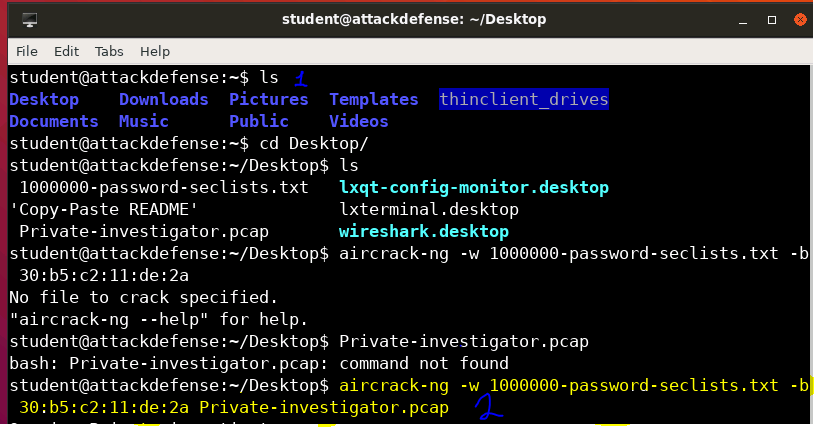 student@attackdefense: ~/Desktop
File Edit Tabs Help
student@attackdefense:~$ ls 1
Desktop Downloads Pictures Templates thinclient_drives
Documents Music Public Videos
student@attackdefense:~$ cd Desktop/
student@attackdefense:~/Desktop$ ls
1000000-password-seclists.txt lxqt-config-monitor.desktop
'Copy-Paste README' lxterminal.desktop
Private-investigator.pcap wireshark.desktop
student@attackdefense:~/Desktop$ aircrack-ng -w 1000000-password-seclists.txt -b
30:b5:c2:11:de:2a
No file to crack specified.
"aircrack-ng --help" for help.
student@attackdefense:~/Desktop$ Private-investigator.pcap
bash: Private-investigator.pcap: command not found
student@attackdefense:~/Desktop$ aircrack-ng -w 1000000-password-seclists.txt -b
30:b5:c2:11:de:2a Private-investigator.pcap 2